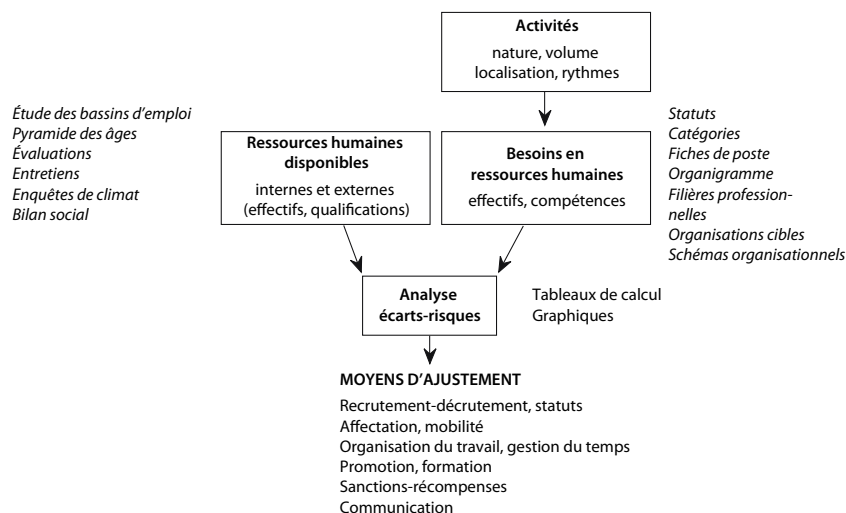 Activités
nature, volume
localisation, rythmes
Étude des bassins d'emploi
Pyramide des âges
Évaluations
Entretiens
Enquêtes de climat
Bilan social
Ressources humaines
disponibles
internes et externes
(effectifs, qualifications)
Besoins en
ressources humaines
effectifs, compétences
Statuts
Catégories
Fiches de poste
Organigramme
Filières profession-
nelles
Organisations cibles
Schémas organisationnels
Analyse
écarts-risques
Tableaux de calcul
Graphiques
MOYENS D'AJUSTEMENT
Recrutement-décrutement, statuts
Affectation, mobilité
Organisation du travail, gestion du temps
Promotion, formation
Sanctions-récompenses
Communication